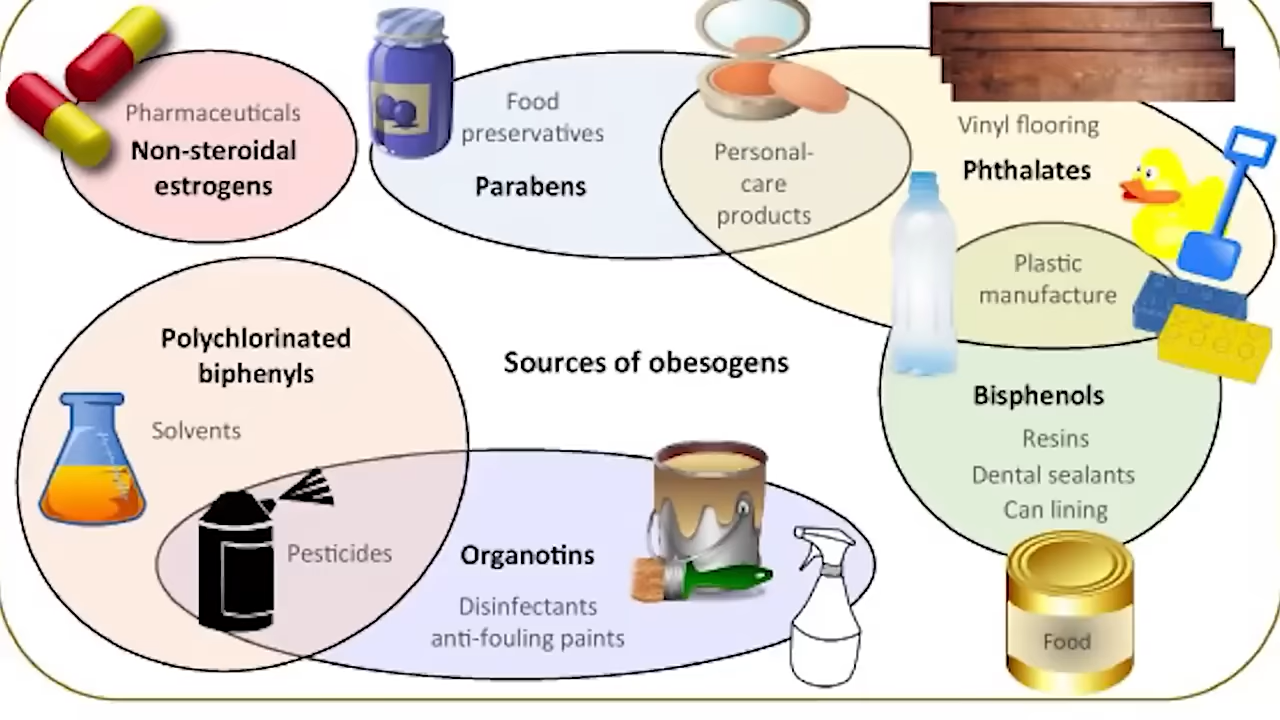 Pharmaceuticals
Non-steroidal
estrogens
Food
preservatives
Parabens
Personal-
care
products
Vinyl flooring
Phthalates
Plastic
manufacture
Polychlorinated
biphenyls
Solvents
Sources of obesogens
Bisphenols
Resins
Dental sealants
Can lining
Pesticides
Organotins
Disinfectants
anti-fouling paints
Food